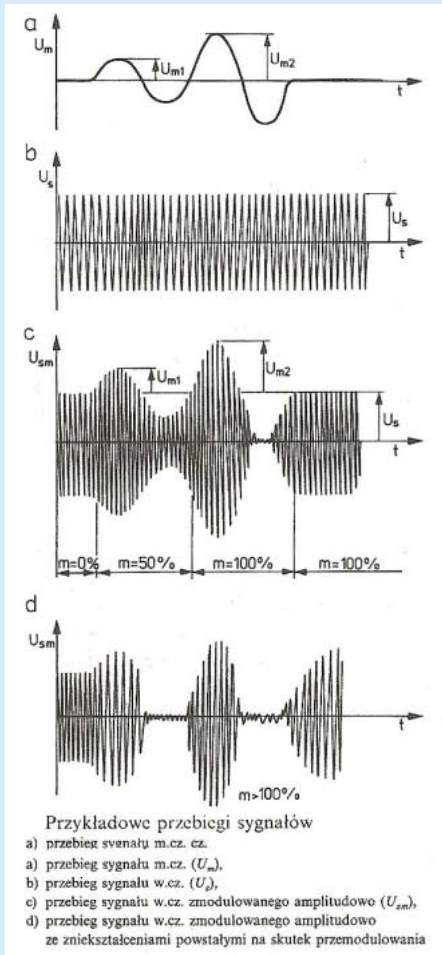 a
Um
Um1
Um2
t
b
Us
Us
t
c
Usm
Um1
Um2
Us
t
m=0% m=50% m=100% m=100%
d
Usm
t
m>100%
Przykładowe przebiegi sygnałów
a) przebieg sygnału m.cz. cz.
a) przebieg sygnału m.cz. (Um),
b) przebieg sygnału w.cz. (Us),
c) przebieg sygnału w.cz. zmodulowanego amplitudowo (Usm),
d) przebieg sygnału w.cz. zmodulowanego amplitudowo
ze zniekształceniami powstałymi na skutek przemodulowania